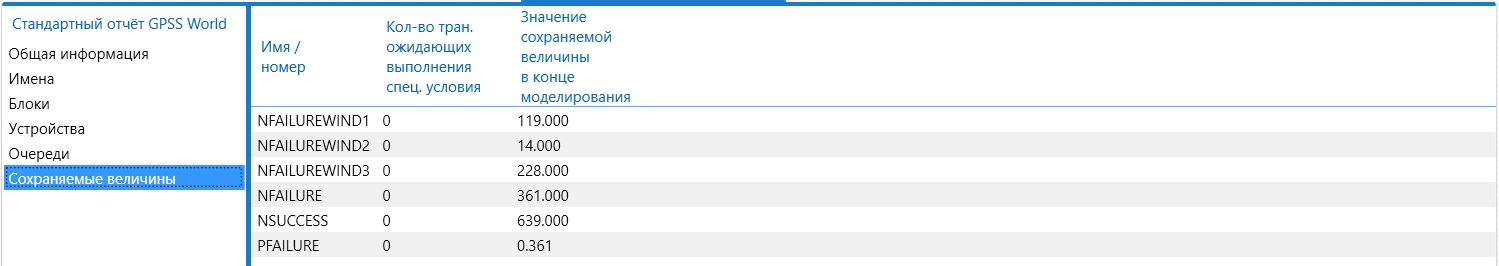 Стандартный отчёт GPSS World
Общая информация
Имена
Блоки
Устройства
Очереди
Сохраняемые величины
Имя /
номер
Кол-во тран.
ожидающих
выполнения
спец. условия
Значение
сохраняемой
величины
в конце
моделирования
NFAILUREWIND1 0 119.000
NFAILUREWIND2 0 14.000
NFAILUREWIND3 0 228.000
NFAILURE 0 361.000
NSUCCESS 0 639.000
PFAILURE 0 0.361